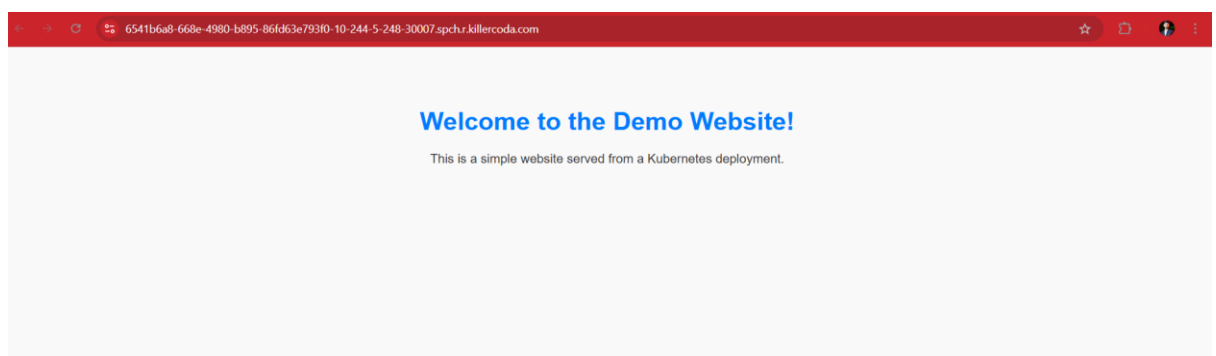 6541b6a8-668e-4980-b895-86fd63e793f0-10-244-5-248-30007.spch.r.killercoda.com
Welcome to the Demo Website!
This is a simple website served from a Kubernetes deployment.